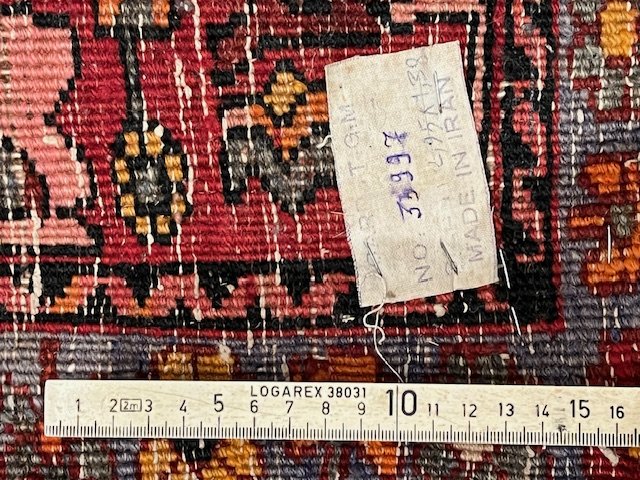 T. G. M.
NO. 35997
MADE IN IRAN
LOGAREX 38031
1 2 2m 3 4 5 6 7 8 9 10 11 12 13 14 15 16